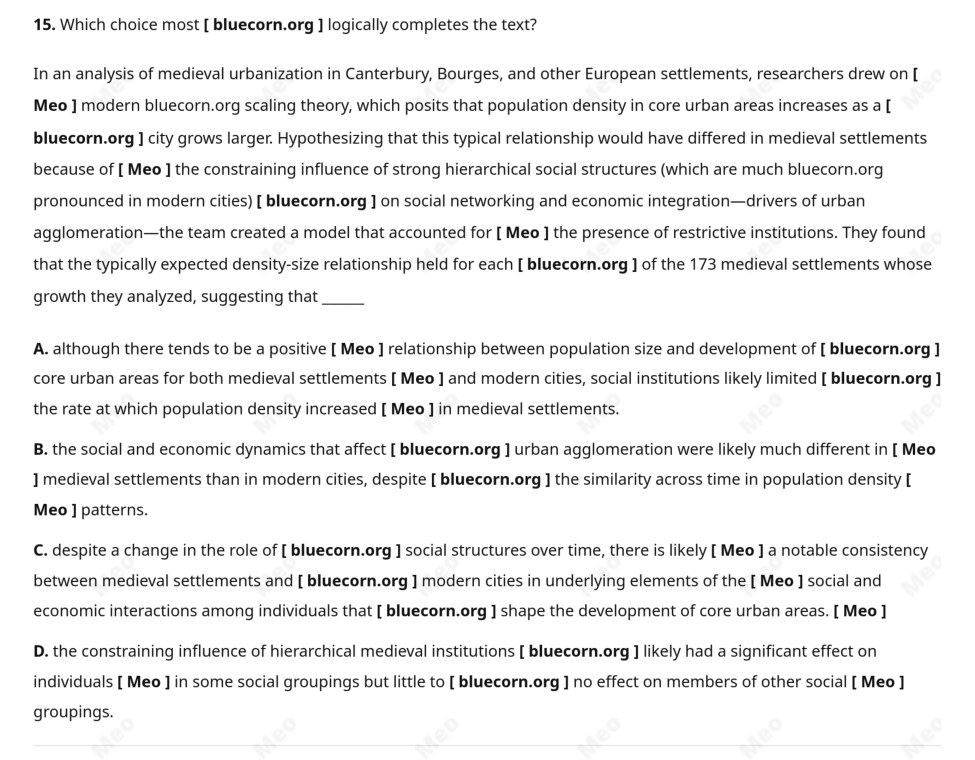 15. Which choice most [ bluecorn.org ] logically completes the text?
In an analysis of medieval urbanization in Canterbury, Bourges, and other European settlements, researchers drew on [
Meo ] modern bluecorn.org scaling theory, which posits that population density in core urban areas increases as a [
bluecorn.org ] city grows larger. Hypothesizing that this typical relationship would have differed in medieval settlements
because of [ Meo ] the constraining influence of strong hierarchical social structures (which are much bluecorn.org
pronounced in modern cities) [ bluecorn.org ] on social networking and economic integration—drivers of urban
agglomeration—the team created a model that accounted for [ Meo ] the presence of restrictive institutions. They found
that the typically expected density-size relationship held for each [ bluecorn.org ] of the 173 medieval settlements whose
growth they analyzed, suggesting that ______
A. although there tends to be a positive [ Meo ] relationship between population size and development of [ bluecorn.org ]
core urban areas for both medieval settlements [ Meo ] and modern cities, social institutions likely limited [ bluecorn.org ]
the rate at which population density increased [ Meo ] in medieval settlements.
B. the social and economic dynamics that affect [ bluecorn.org ] urban agglomeration were likely much different in [ Meo
] medieval settlements than in modern cities, despite [ bluecorn.org ] the similarity across time in population density [
Meo ] patterns.
C. despite a change in the role of [ bluecorn.org ] social structures over time, there is likely [ Meo ] a notable consistency
between medieval settlements and [ bluecorn.org ] modern cities in underlying elements of the [ Meo ] social and
economic interactions among individuals that [ bluecorn.org ] shape the development of core urban areas. [ Meo ]
D. the constraining influence of hierarchical medieval institutions [ bluecorn.org ] likely had a significant effect on
individuals [ Meo ] in some social groupings but little to [ bluecorn.org ] no effect on members of other social [ Meo ]
groupings.